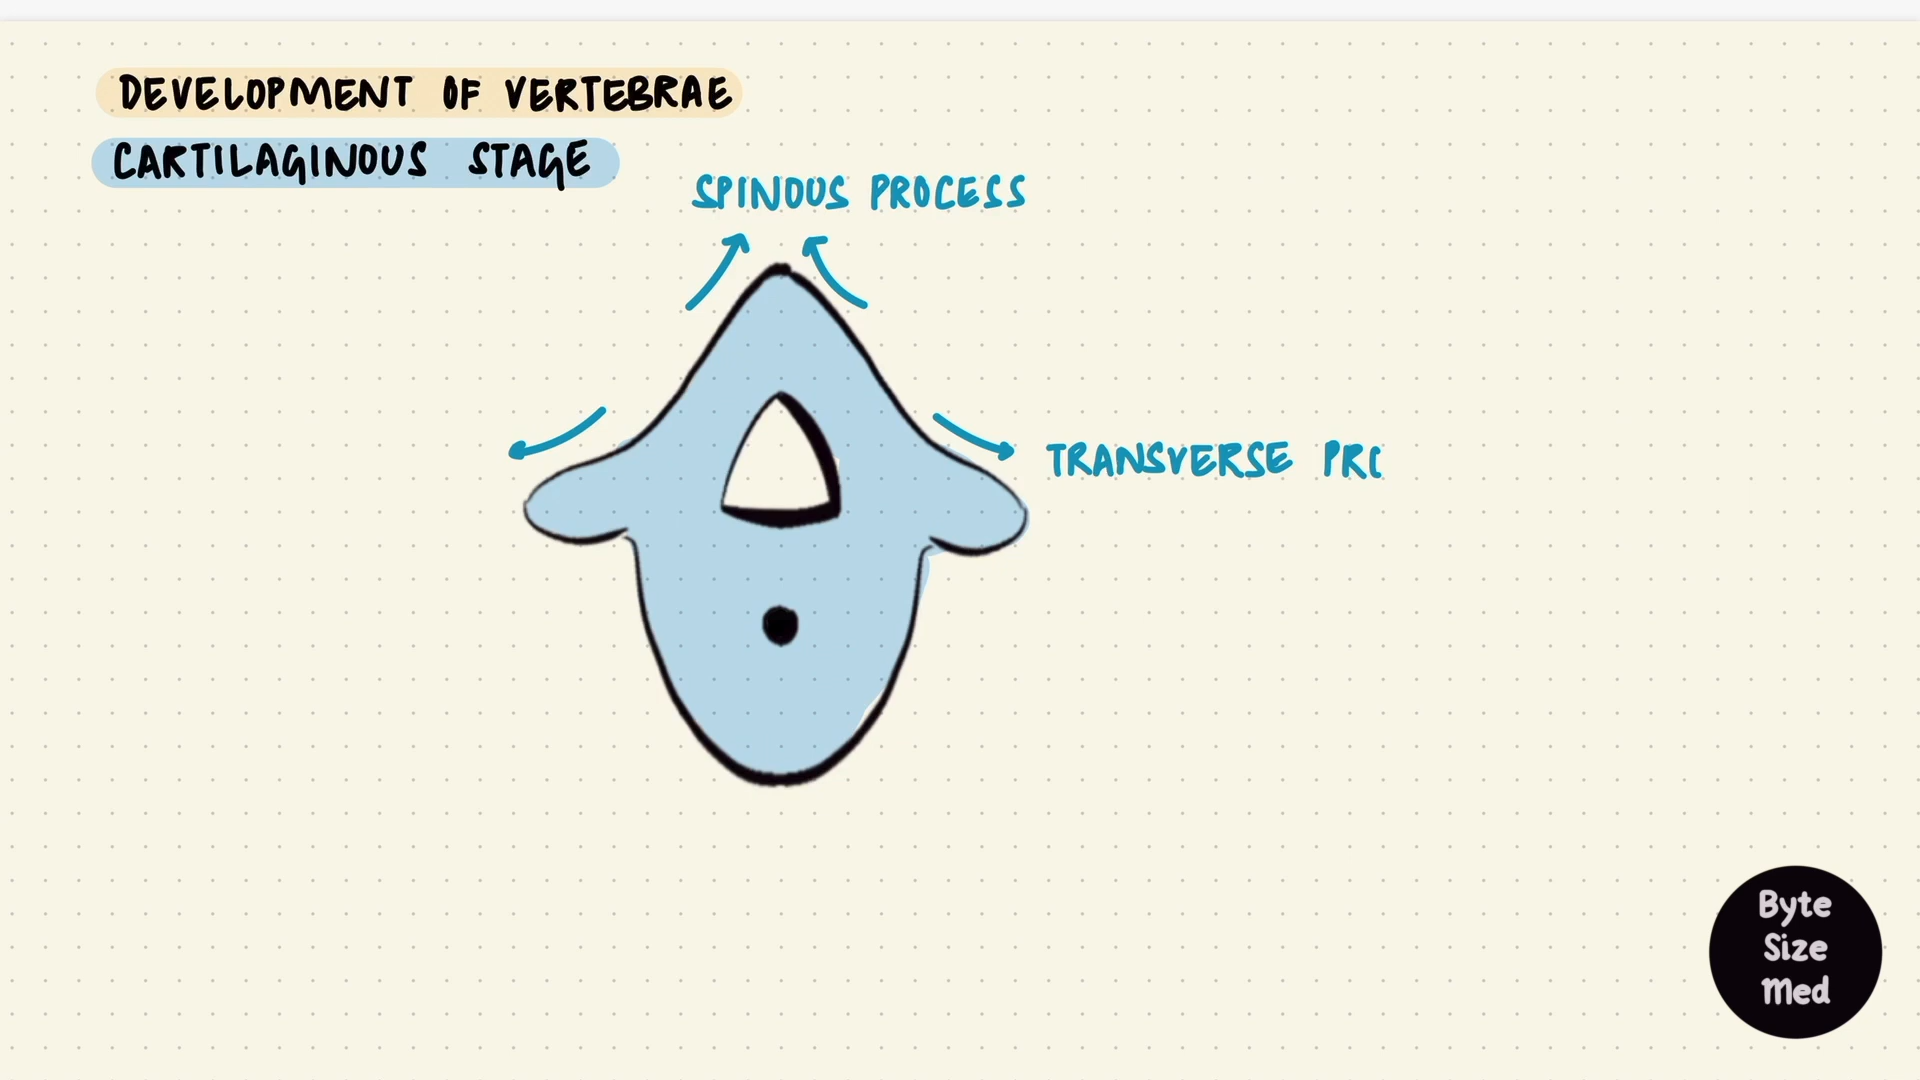 DEVELOPMENT OF VERTEBRAE
CARTILAGINOUS STAGE
SPINOUS PROCESS
TRANSVERSE PRC
Byte
Size
Med